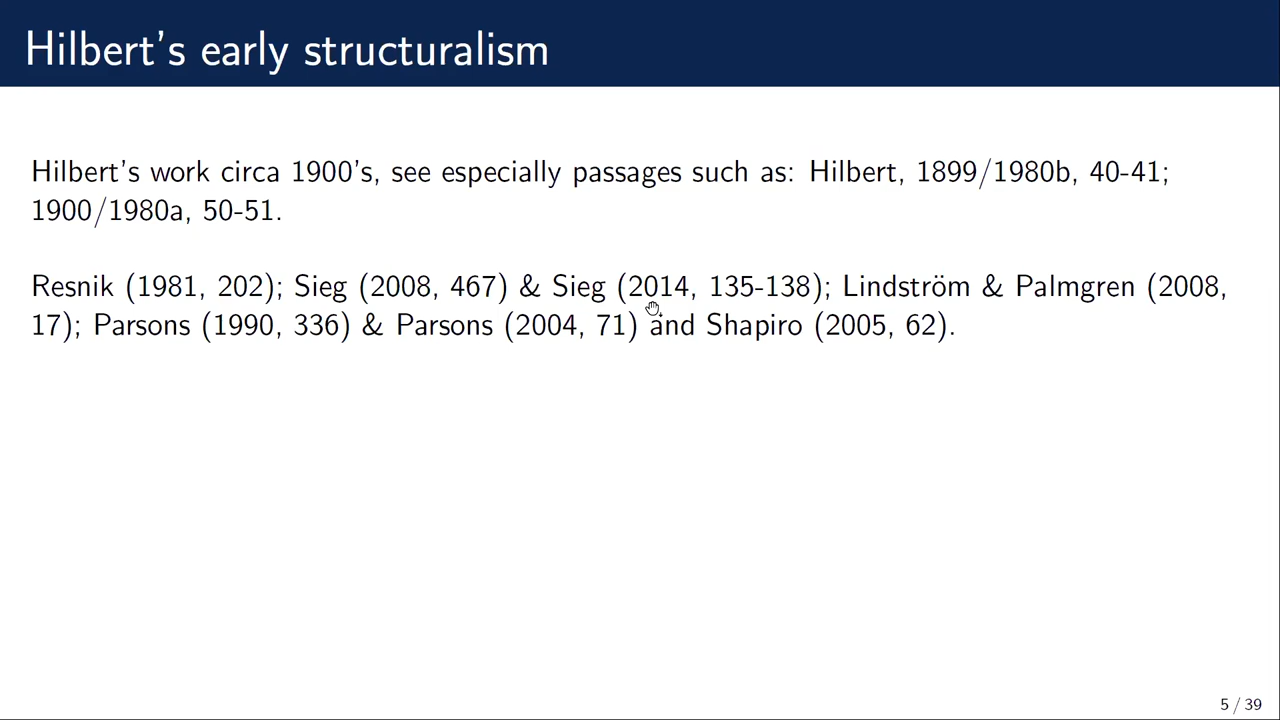 Hilbert's early structuralism
Hilbert's work circa 1900's, see especially passages such as: Hilbert, 1899/1980b, 40-41;
1900/1980a, 50-51.
Resnik (1981, 202); Sieg (2008, 467) & Sieg (2014, 135-138); Lindström & Palmgren (2008,
17); Parsons (1990, 336) & Parsons (2004, 71) and Shapiro (2005, 62).
5 / 39